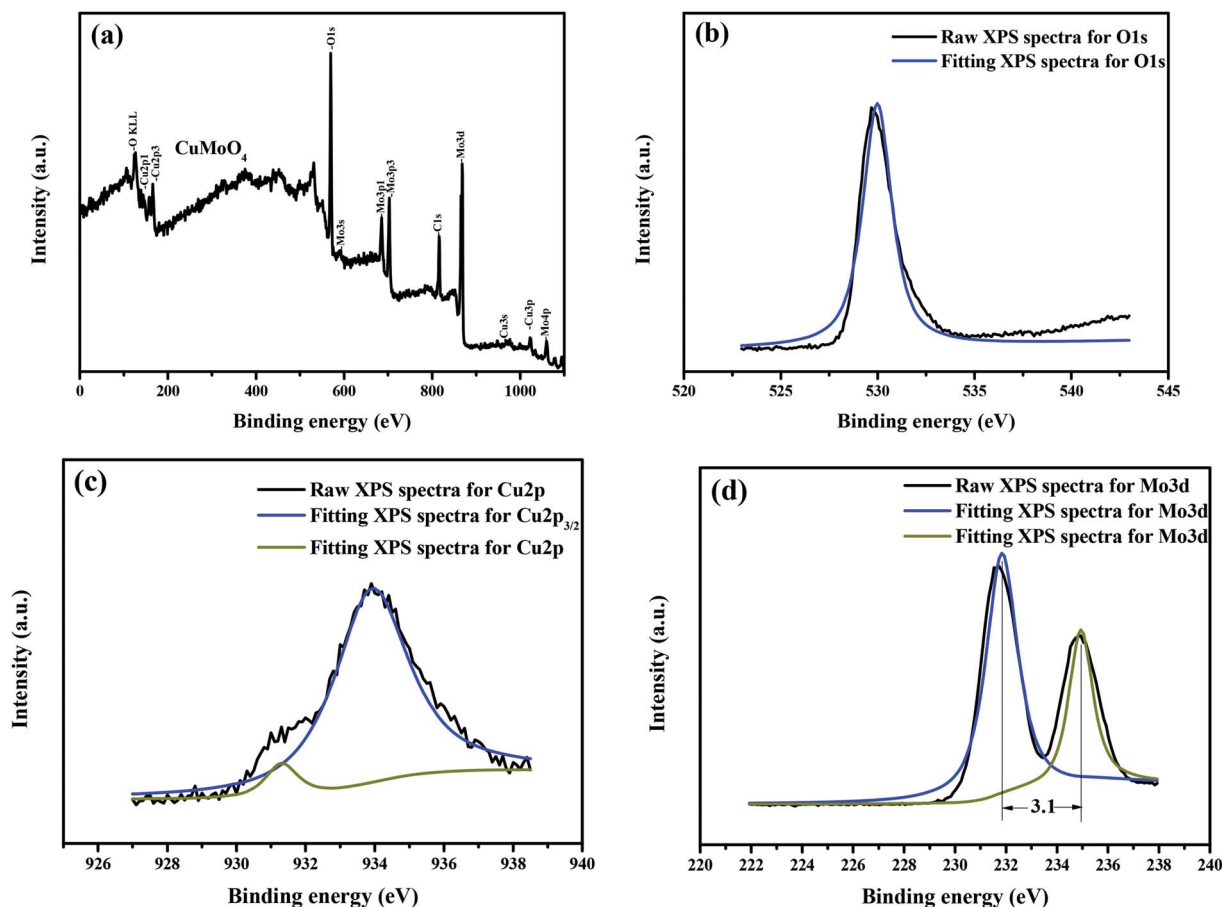 (a)
-O1s
-O KLL
-Cu2p1
-Cu2p3
CuMoO4
-Mo3s
-Mo3p1
-Mo3p3
C1s
-Mo3d
Cu3s
-Cu3p
Mo4p
Intensity (a.u.)
0 200 400 600 800 1000
Binding energy (eV)
(b)
Raw XPS spectra for O1s
Fitting XPS spectra for O1s
Intensity (a.u.)
520 525 530 535 540 545
Binding energy (eV)
(c)
Raw XPS spectra for Cu2p
Fitting XPS spectra for Cu2p3/2
Fitting XPS spectra for Cu2p
Intensity (a.u.)
926 928 930 932 934 936 938 940
Binding energy (eV)
(d)
Raw XPS spectra for Mo3d
Fitting XPS spectra for Mo3d
Fitting XPS spectra for Mo3d
3.1
Intensity (a.u.)
220 222 224 226 228 230 232 234 236 238 240
Binding energy (eV)